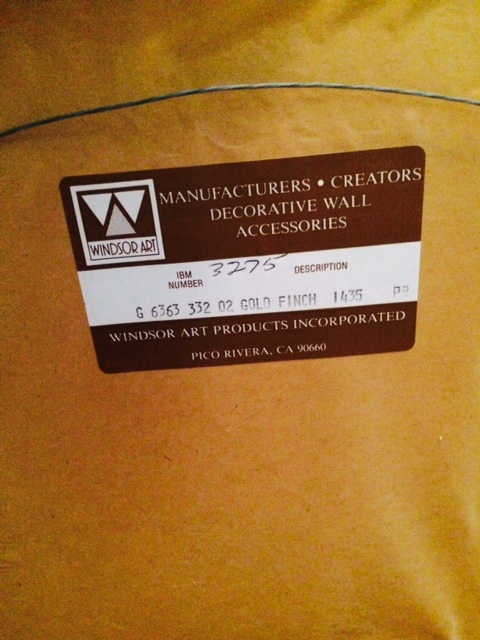 WINDSOR ART
MANUFACTURERS • CREATORS
DECORATIVE WALL
ACCESSORIES
IBM NUMBER 3275 DESCRIPTION
G 6363 332 02 GOLD FINCH 1435 PP
WINDSOR ART PRODUCTS INCORPORATED
PICO RIVERA, CA 90660